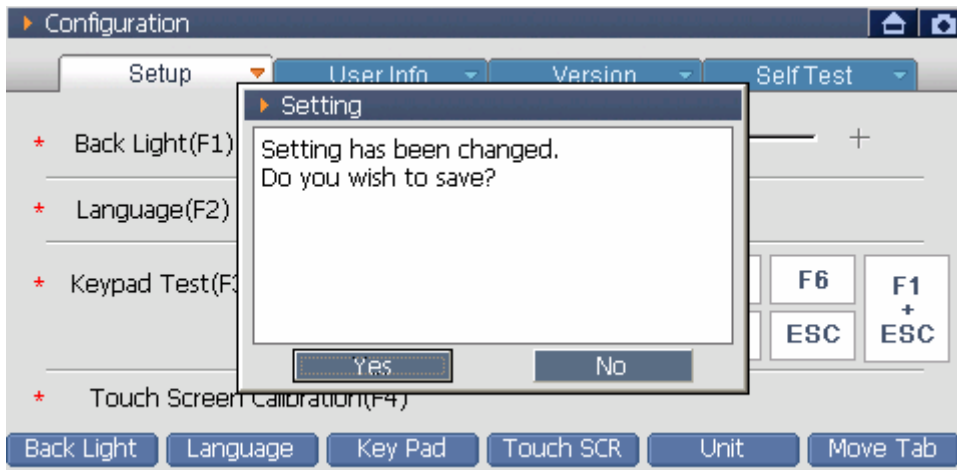 Configuration
Setup User Info Version Self Test
Setting
Setting has been changed.
Do you wish to save?
Yes No
* Back Light(F1) +
* Language(F2)
* Keypad Test(F3
F6 F1
+
ESC ESC
* Touch Screen Calibration(F4)
Back Light Language Key Pad Touch SCR Unit Move Tab